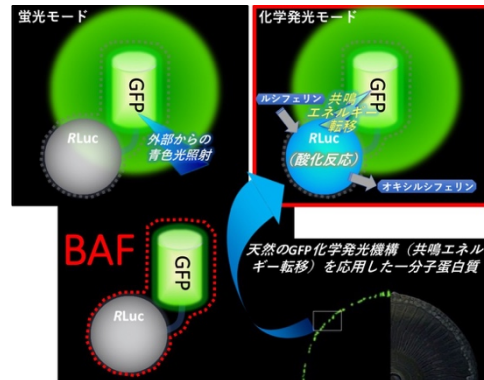 蛍光モード
GFP
RLuc
外部からの
青色光照射
化学発光モード
GFP
ルシフェリン
共鳴
エネルギー
転移
RLuc
(酸化反応)
オキシルシフェリン
BAF
GFP
RLuc
天然のGFP化学発光機構（共鳴エネル
ギー転移）を応用した一分子蛋白質